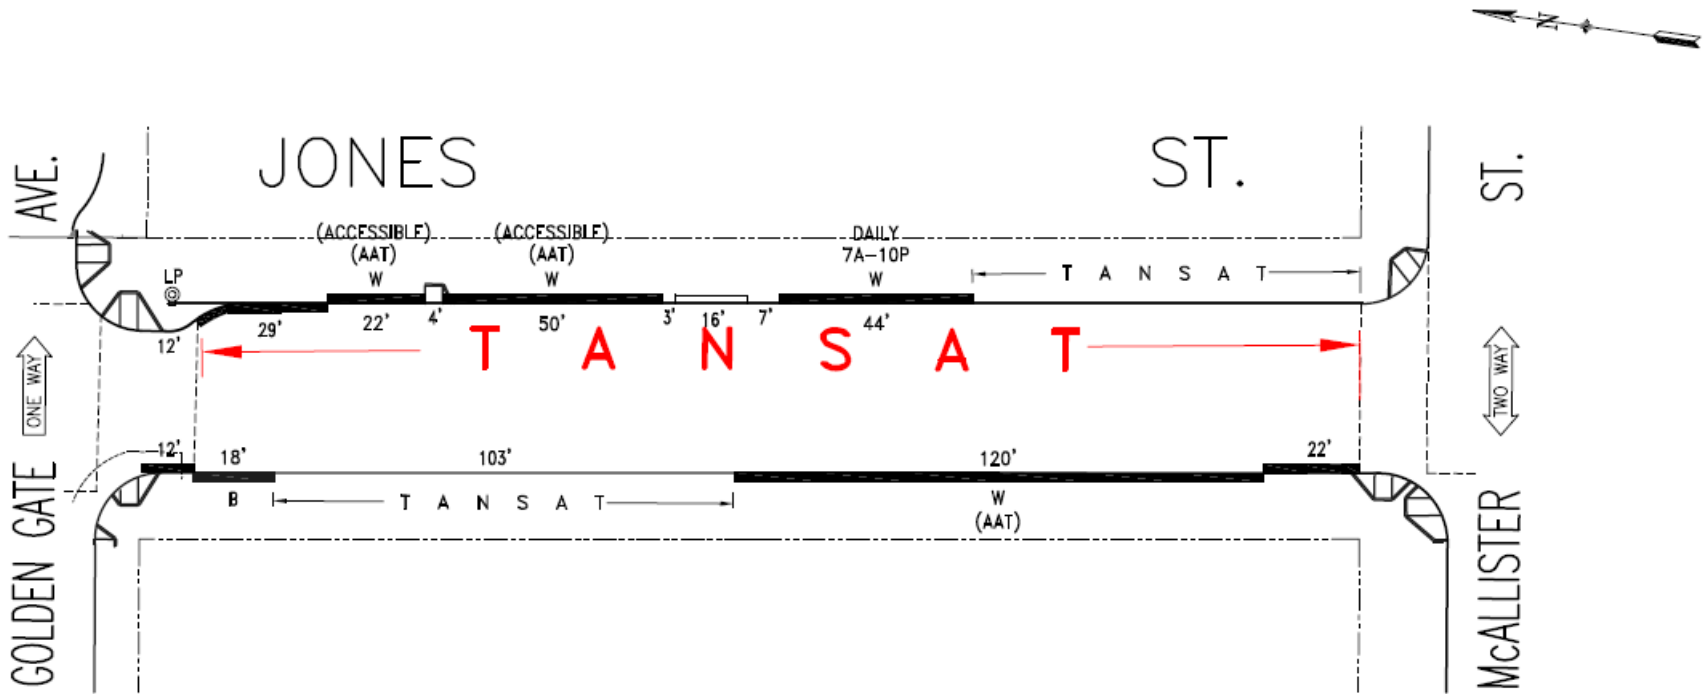 N
JONES ST.
AVE.
ST.
(ACCESSIBLE)
(AAT)
W
(ACCESSIBLE)
(AAT)
W
DAILY
7A-10P
W
T A N S A T
LP
12'
29'
22'
4'
50'
3'
16'
7'
44'
T A N S A T
ONE WAY
TWO WAY
12'
18'
103'
120'
22'
B
T A N S A T
W
(AAT)
GOLDEN GATE
McALLISTER